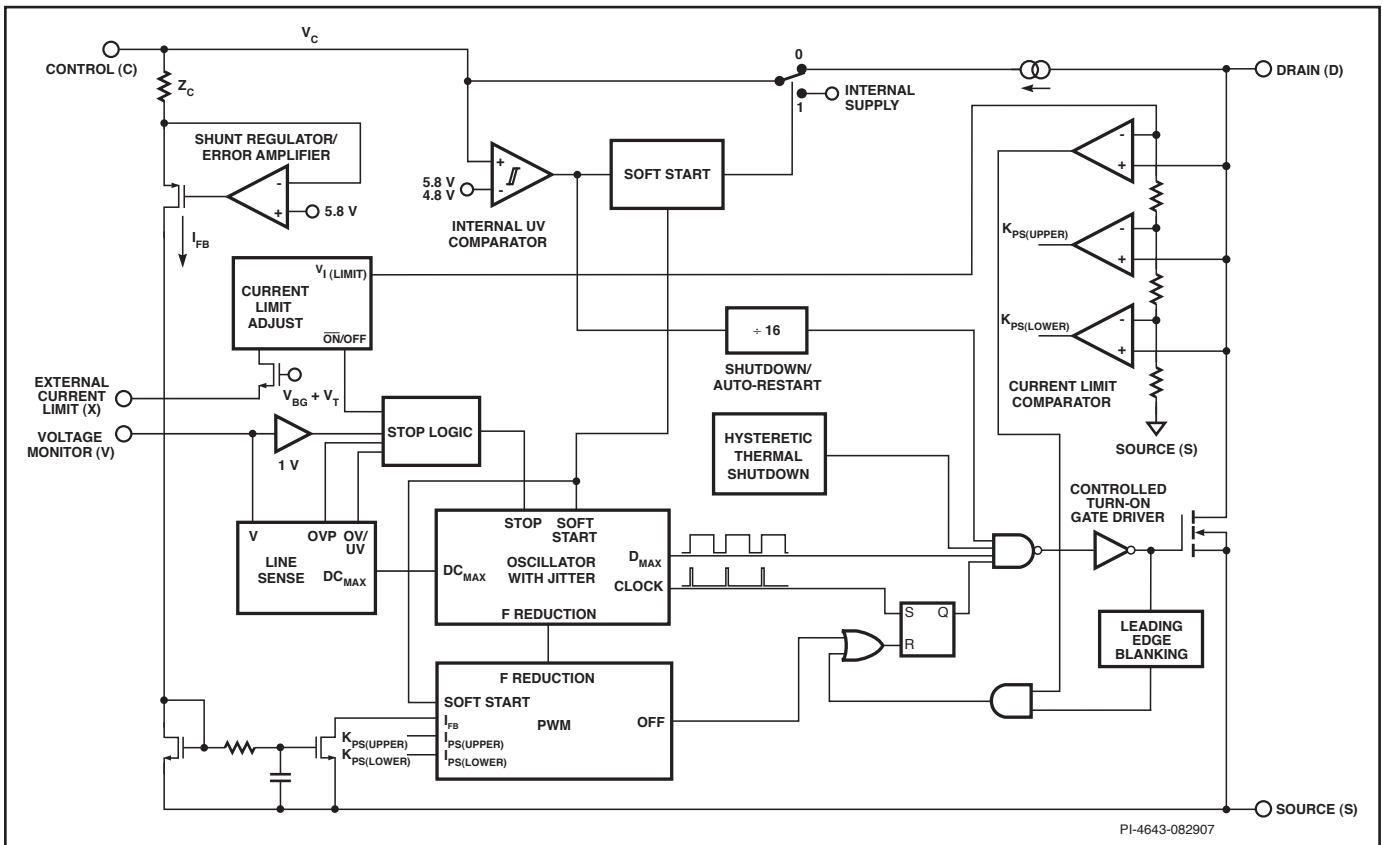 V_C
0
CONTROL (C)
DRAIN (D)
Z_C
1
INTERNAL
SUPPLY
SHUNT REGULATOR/
ERROR AMPLIFIER
-
+
5.8 V
I_FB
+
-
5.8 V
4.8 V
INTERNAL UV
COMPARATOR
SOFT START
-
+
K_PS(UPPER)
-
+
K_PS(LOWER)
-
+
CURRENT LIMIT
COMPARATOR
SOURCE (S)
V_I (LIMIT)
CURRENT
LIMIT
ADJUST
O̅N̅/OFF
÷ 16
SHUTDOWN/
AUTO-RESTART
EXTERNAL
CURRENT
LIMIT (X)
V_BG + V_T
VOLTAGE
MONITOR (V)
1 V
STOP LOGIC
HYSTERETIC
THERMAL
SHUTDOWN
CONTROLLED
TURN-ON
GATE DRIVER
V
OVP
OV/
UV
LINE
SENSE
DC_MAX
STOP
SOFT
START
DC_MAX
OSCILLATOR
WITH JITTER
D_MAX
CLOCK
F REDUCTION
S
Q
R
LEADING
EDGE
BLANKING
F REDUCTION
SOFT START
I_FB
PWM
OFF
K_PS(UPPER)
I_PS(UPPER)
K_PS(LOWER)
I_PS(LOWER)
SOURCE (S)
PI-4643-082907